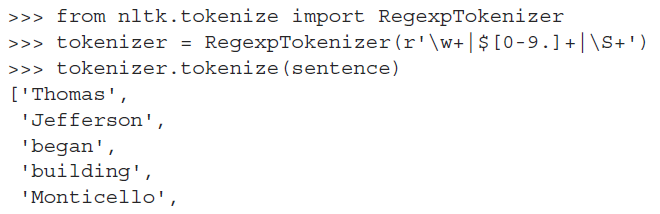 >>> from nltk.tokenize import RegexpTokenizer
>>> tokenizer = RegexpTokenizer(r'\w+|$[0-9.]+|\S+')
>>> tokenizer.tokenize(sentence)
['Thomas',
 'Jefferson',
 'began',
 'building',
 'Monticello',